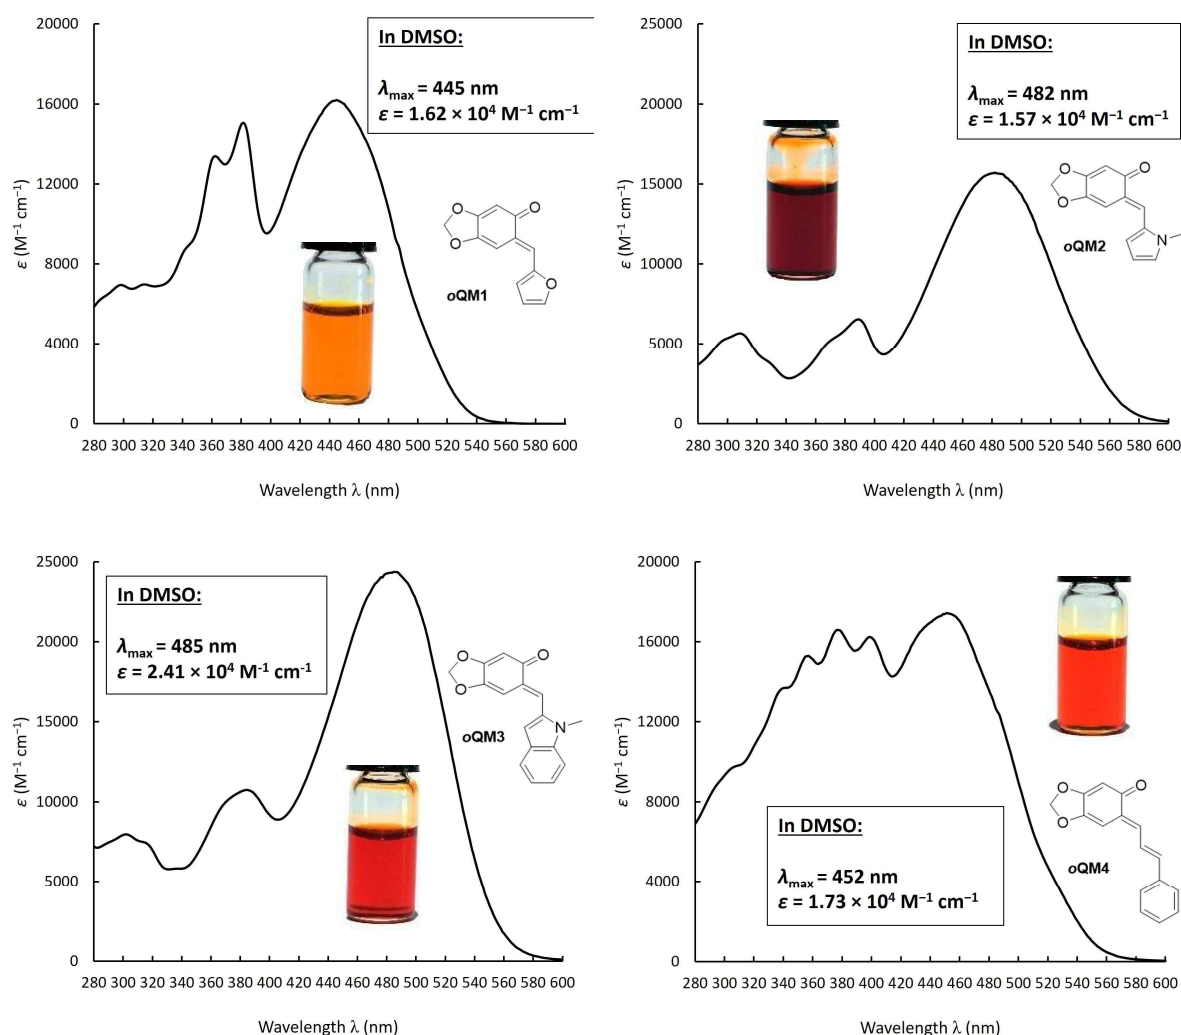 20000
16000
12000
8000
4000
0
ε (M⁻¹ cm⁻¹)
280 300 320 340 360 380 400 420 440 460 480 500 520 540 560 580 600
Wavelength λ (nm)
In DMSO:
λmax = 445 nm
ε = 1.62 × 10⁴ M⁻¹ cm⁻¹
O
O
O
O
oQM1
25000
20000
15000
10000
5000
0
ε (M⁻¹ cm⁻¹)
280 300 320 340 360 380 400 420 440 460 480 500 520 540 560 580 600
Wavelength λ (nm)
In DMSO:
λmax = 482 nm
ε = 1.57 × 10⁴ M⁻¹ cm⁻¹
O
O
O
N
oQM2
25000
20000
15000
10000
5000
0
ε (M⁻¹ cm⁻¹)
280 300 320 340 360 380 400 420 440 460 480 500 520 540 560 580 600
Wavelength λ (nm)
In DMSO:
λmax = 485 nm
ε = 2.41 × 10⁴ M⁻¹ cm⁻¹
O
O
O
N
oQM3
20000
16000
12000
8000
4000
0
ε (M⁻¹ cm⁻¹)
280 300 320 340 360 380 400 420 440 460 480 500 520 540 560 580 600
Wavelength λ (nm)
In DMSO:
λmax = 452 nm
ε = 1.73 × 10⁴ M⁻¹ cm⁻¹
O
O
O
oQM4